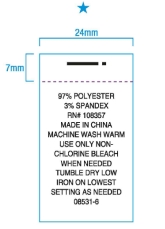 24mm
7mm
97% POLYESTER
3% SPANDEX
RN# 108357
MADE IN CHINA
MACHINE WASH WARM
USE ONLY NON-
CHLORINE BLEACH
WHEN NEEDED
TUMBLE DRY LOW
IRON ON LOWEST
SETTING AS NEEDED
08531-6